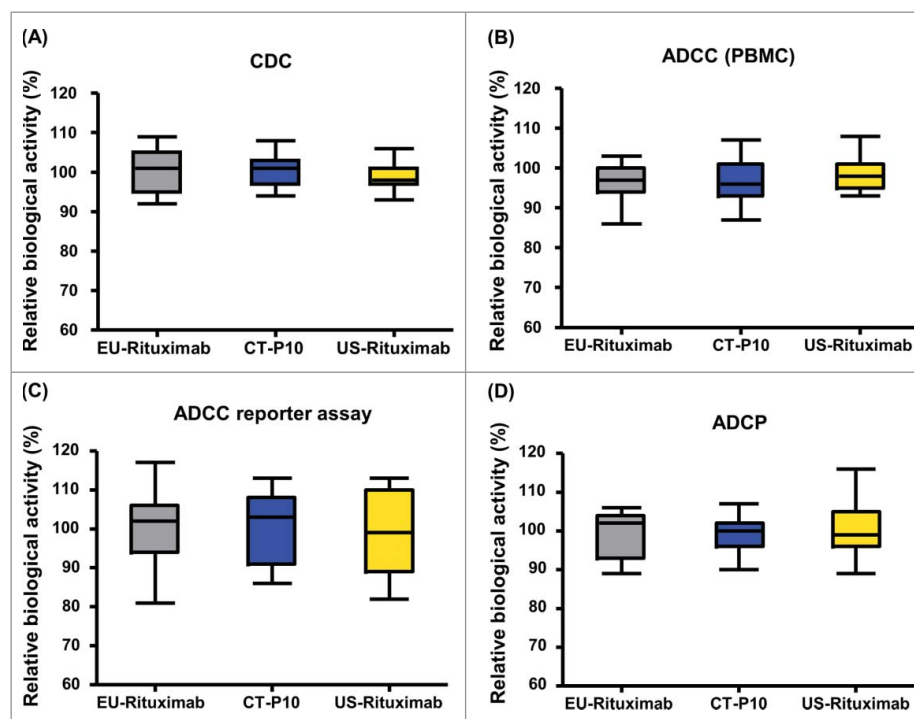 (A)
CDC
Relative biological activity (%)
120
110
100
90
80
70
60
EU-Rituximab CT-P10 US-Rituximab
(B)
ADCC (PBMC)
Relative biological activity (%)
120
100
80
60
EU-Rituximab CT-P10 US-Rituximab
(C)
ADCC reporter assay
Relative biological activity (%)
120
110
100
90
80
70
60
EU-Rituximab CT-P10 US-Rituximab
(D)
ADCP
Relative biological activity (%)
120
110
100
90
80
70
60
EU-Rituximab CT-P10 US-Rituximab